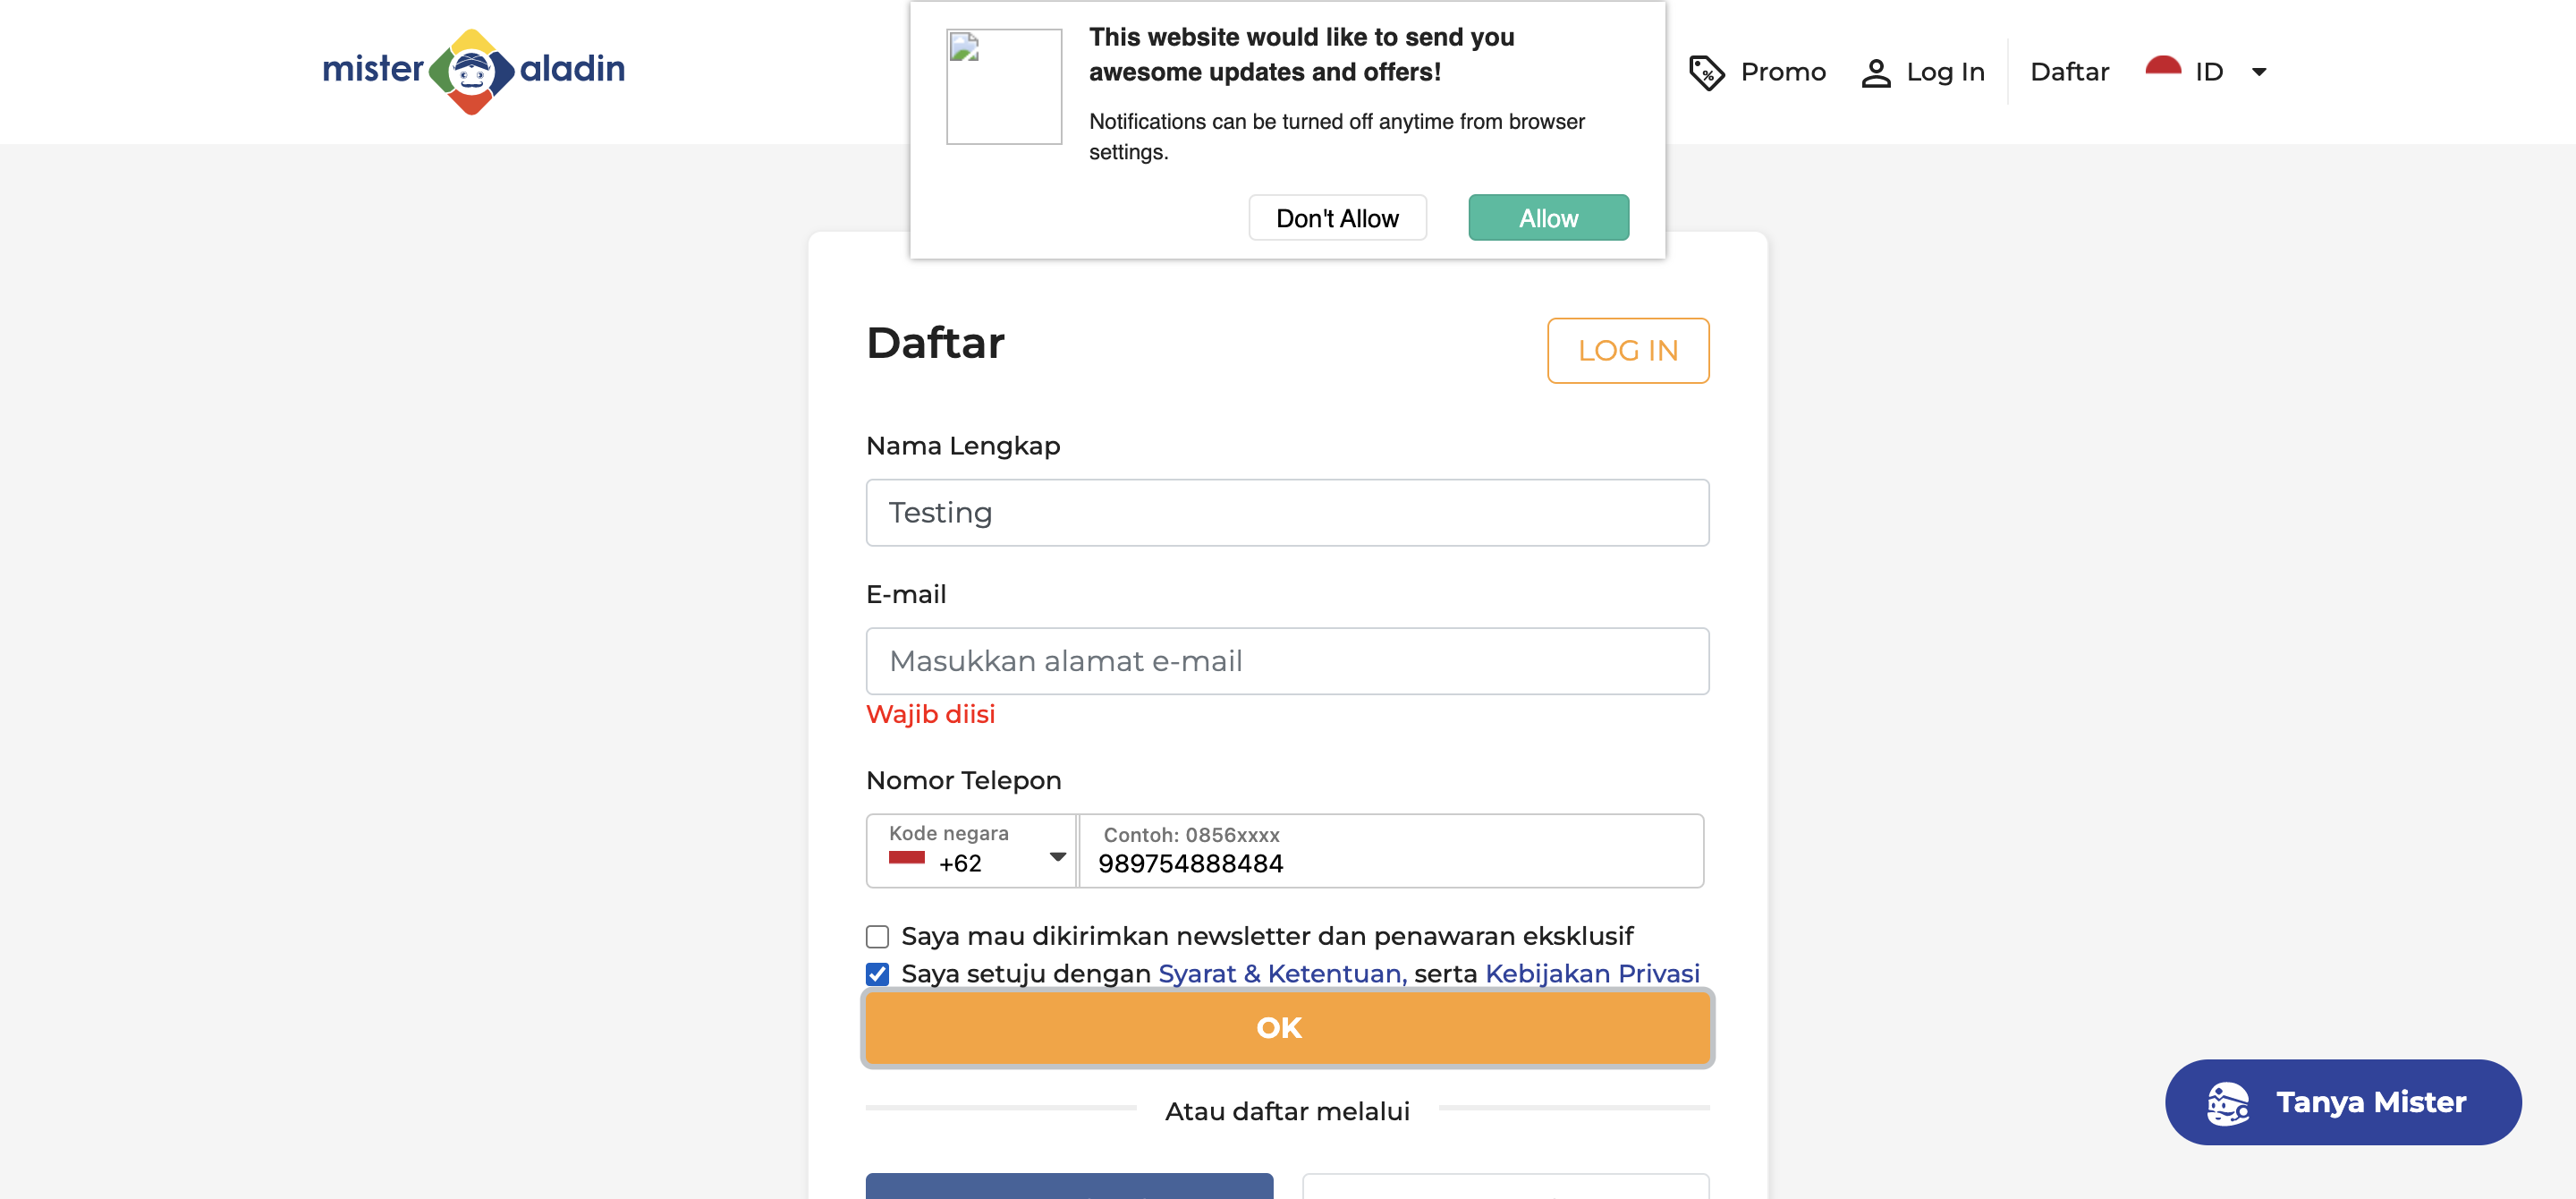 mister aladin
This website would like to send you
awesome updates and offers!
Notifications can be turned off anytime from browser
settings.
Don't Allow
Allow
Promo
Log In
Daftar
ID
Daftar
LOG IN
Nama Lengkap
Testing
E-mail
Masukkan alamat e-mail
Wajib diisi
Nomor Telepon
Kode negara
+62
Contoh: 0856xxxx
989754888484
Saya mau dikirimkan newsletter dan penawaran eksklusif
Saya setuju dengan Syarat & Ketentuan, serta Kebijakan Privasi
OK
Atau daftar melalui
Tanya Mister